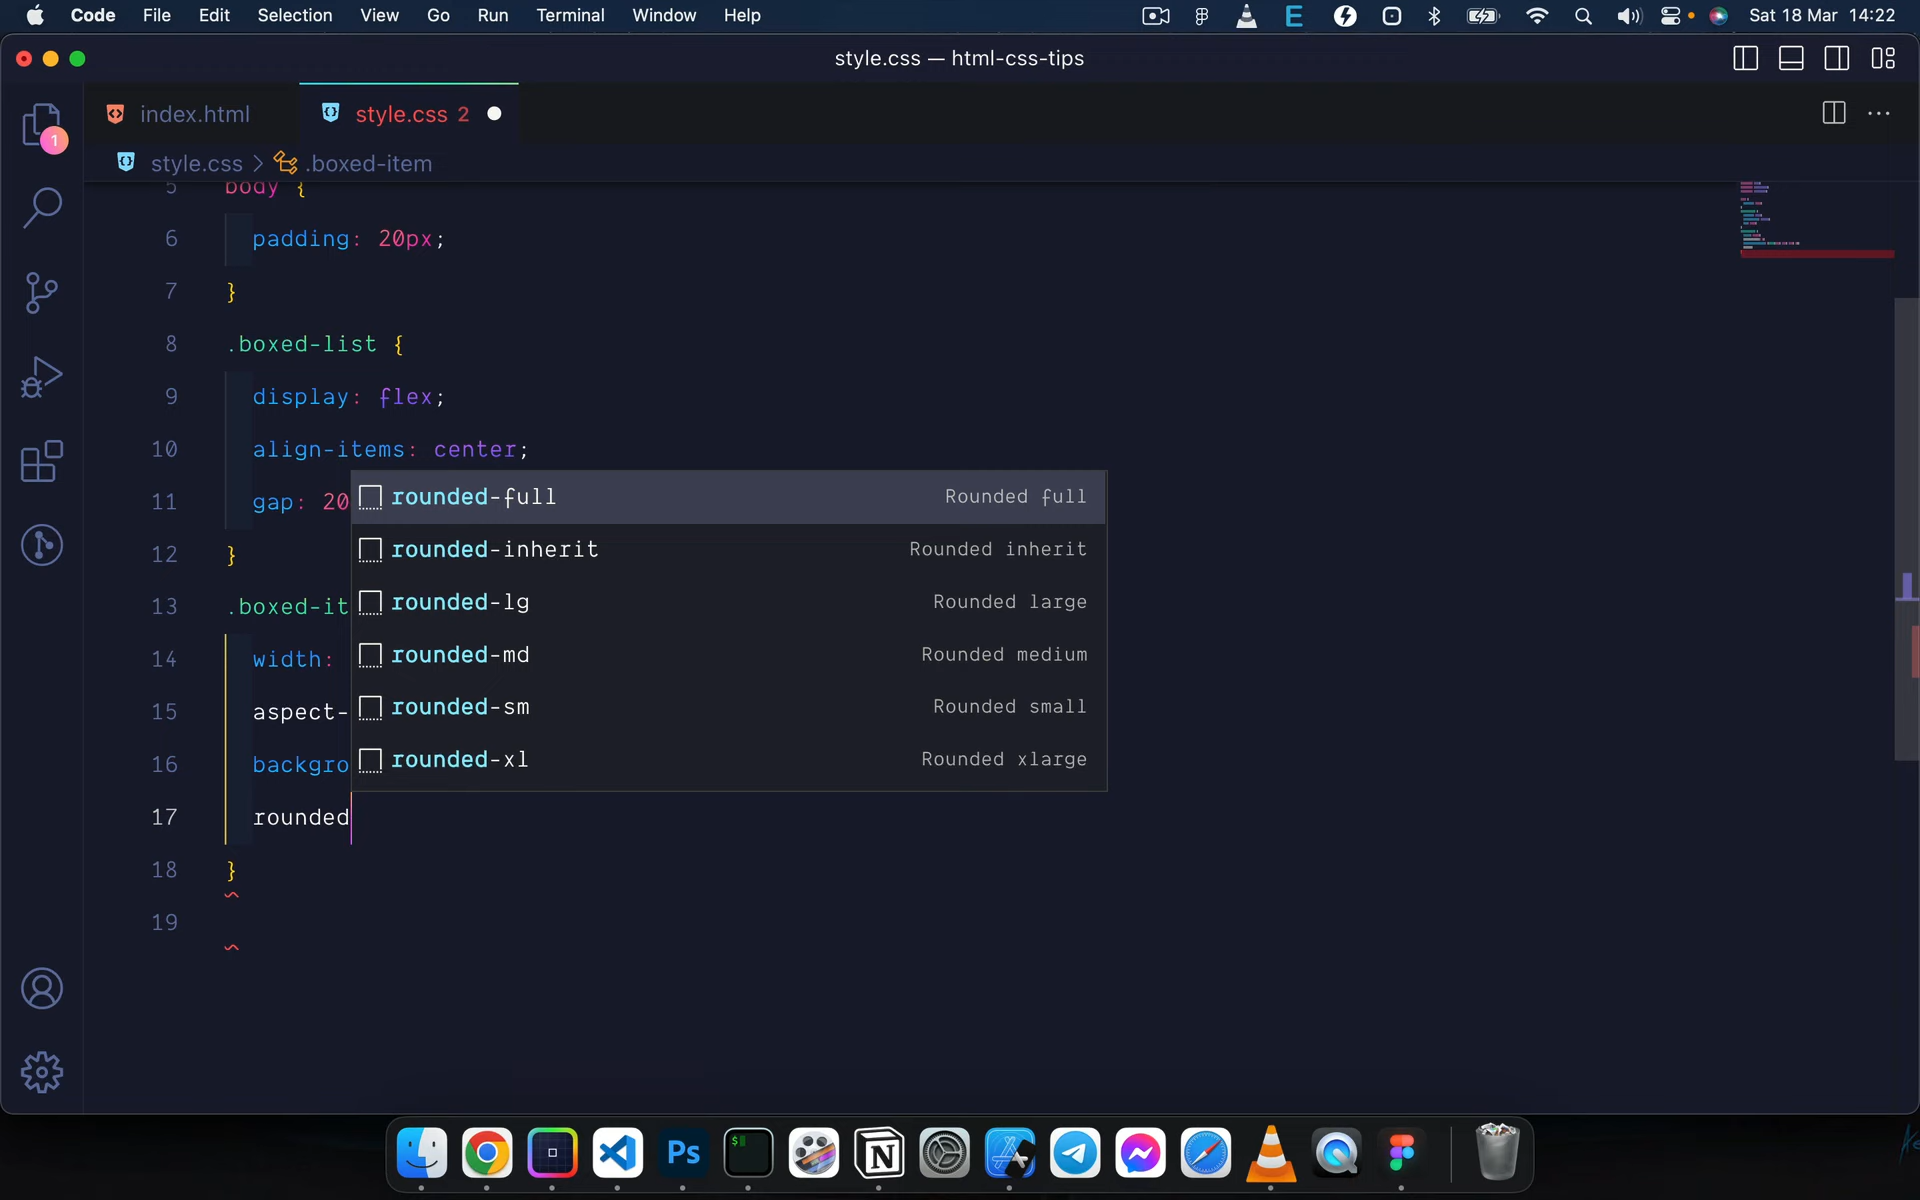 Code File Edit Selection View Go Run Terminal Window Help Sat 18 Mar 14:22
style.css — html-css-tips
index.html style.css 2
1
style.css > .boxed-item
5 body {
6 padding: 20px;
7 }
8 .boxed-list {
9 display: flex;
10 align-items: center;
11 gap: 20
12 }
13 .boxed-it
14 width:
15 aspect-
16 backgro
17 rounded
18 }
19
rounded-full Rounded full
rounded-inherit Rounded inherit
rounded-lg Rounded large
rounded-md Rounded medium
rounded-sm Rounded small
rounded-xl Rounded xlarge
Ps